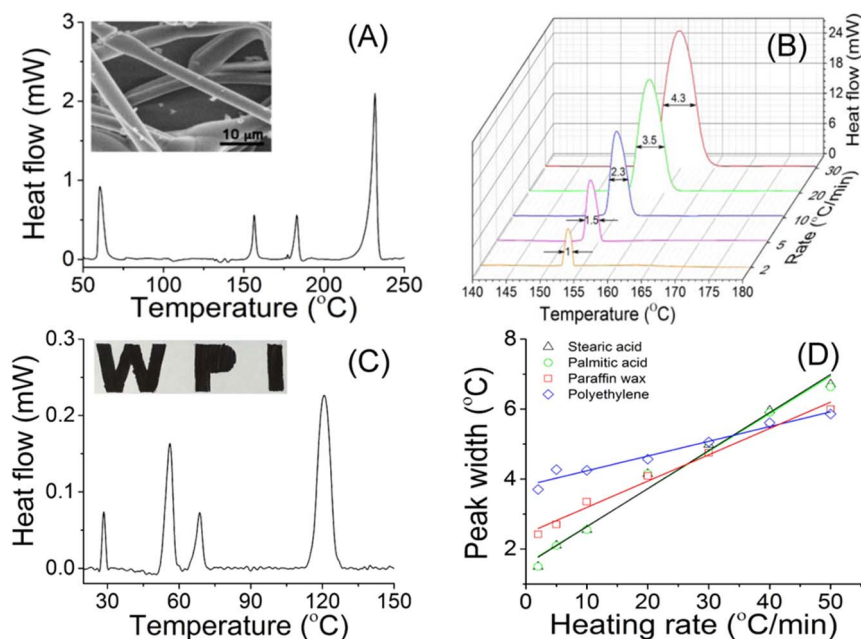 (A)
Heat flow (mW)
3
2
1
0
10 μm
50 100 150 200 250
Temperature (°C)
(B)
Heat flow (mW)
24
18
12
6
0
4.3
3.5
2.3
1.5
1
30
20
10
5
2
Rate (°C/min)
140 145 150 155 160 165 170 175 180
Temperature (°C)
(C)
W P I
Heat flow (mW)
0.3
0.2
0.1
0.0
30 60 90 120 150
Temperature (°C)
(D)
Stearic acid
Palmitic acid
Paraffin wax
Polyethylene
Peak width (°C)
8
6
4
2
0 10 20 30 40 50
Heating rate (°C/min)